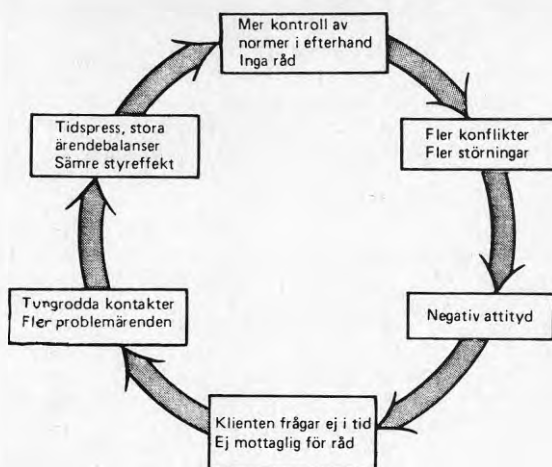 Mer kontroll av
normer i efterhand
Inga råd
Fler konflikter
Fler störningar
Negativ attityd
Klienten frågar ej i tid
Ej mottaglig för råd
Tungrodda kontakter
Fler problemärenden
Tidspress, stora
ärendebalanser
Sämre styreffekt